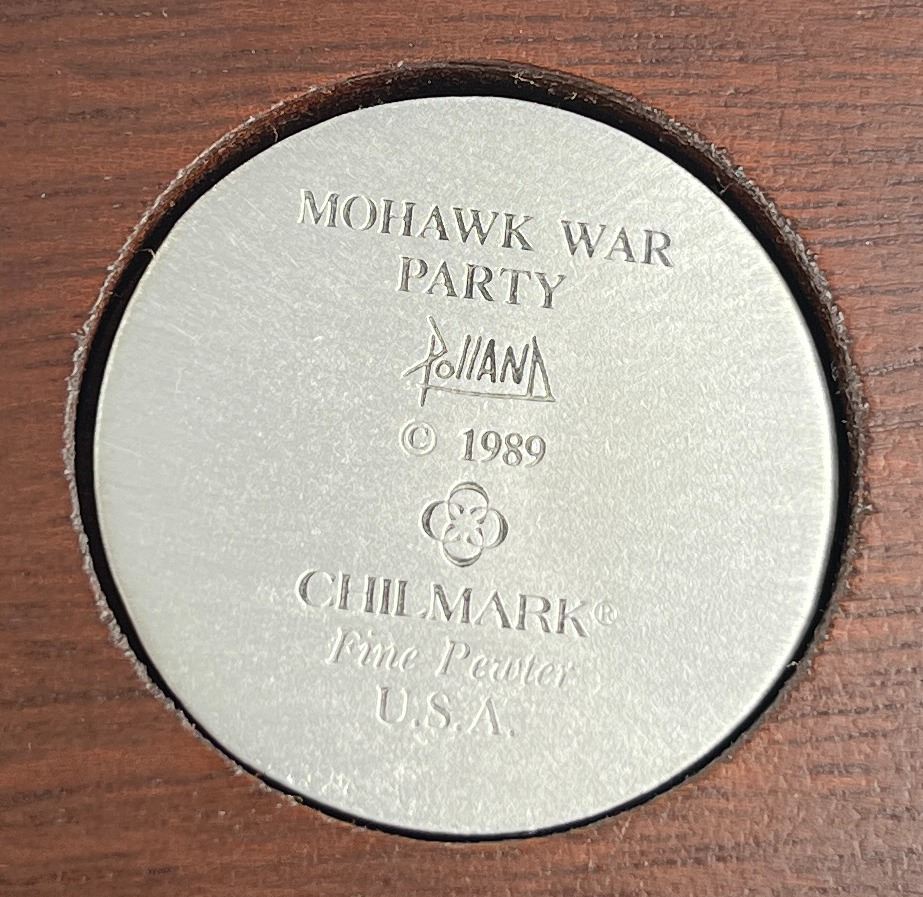 MOHAWK WAR
PARTY
Polland
© 1989
CHILMARK®
Fine Pewter
U.S.A.